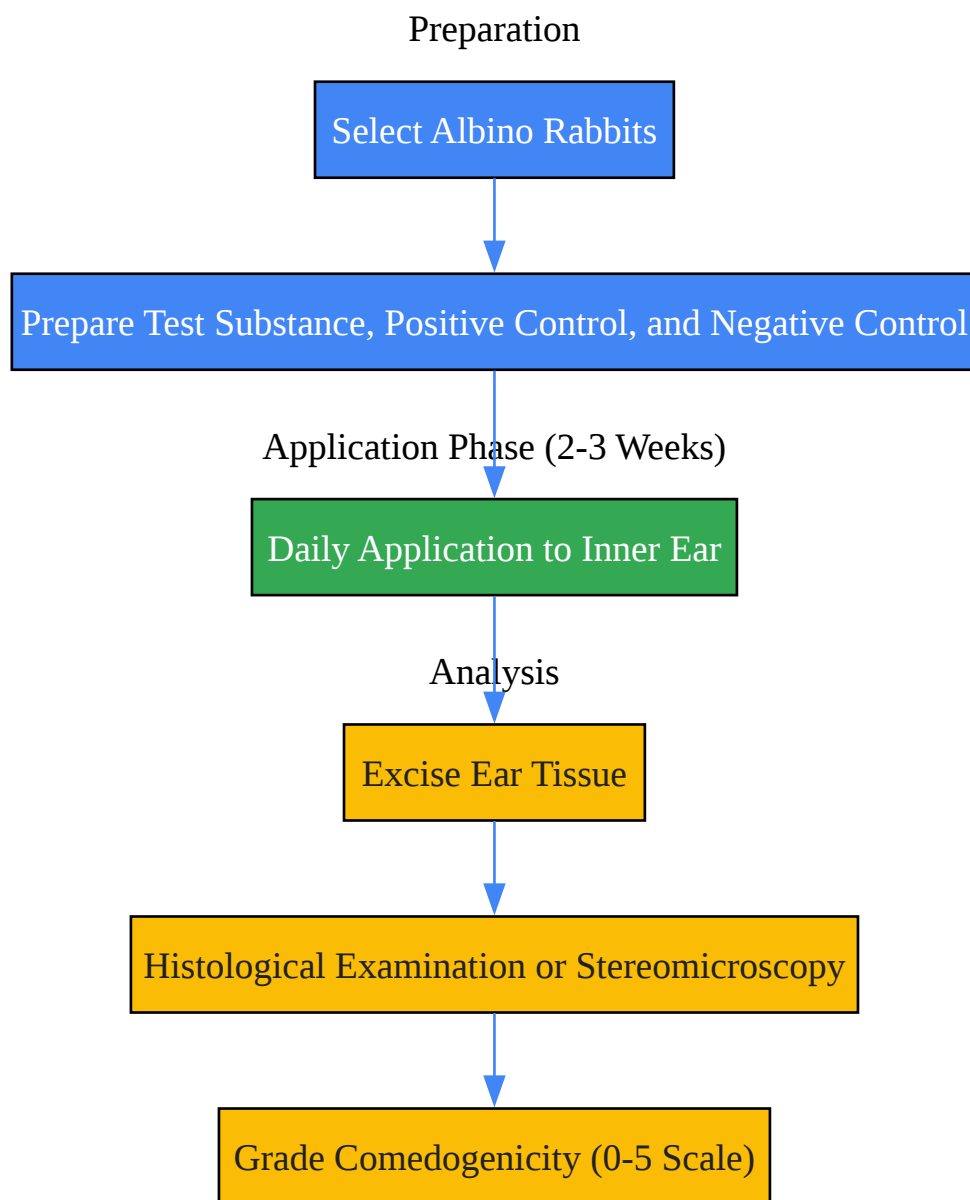 Preparation
Select Albino Rabbits
Prepare Test Substance, Positive Control, and Negative Control
Application Phase (2-3 Weeks)
Daily Application to Inner Ear
Analysis
Excise Ear Tissue
Histological Examination or Stereomicroscopy
Grade Comedogenicity (0-5 Scale)